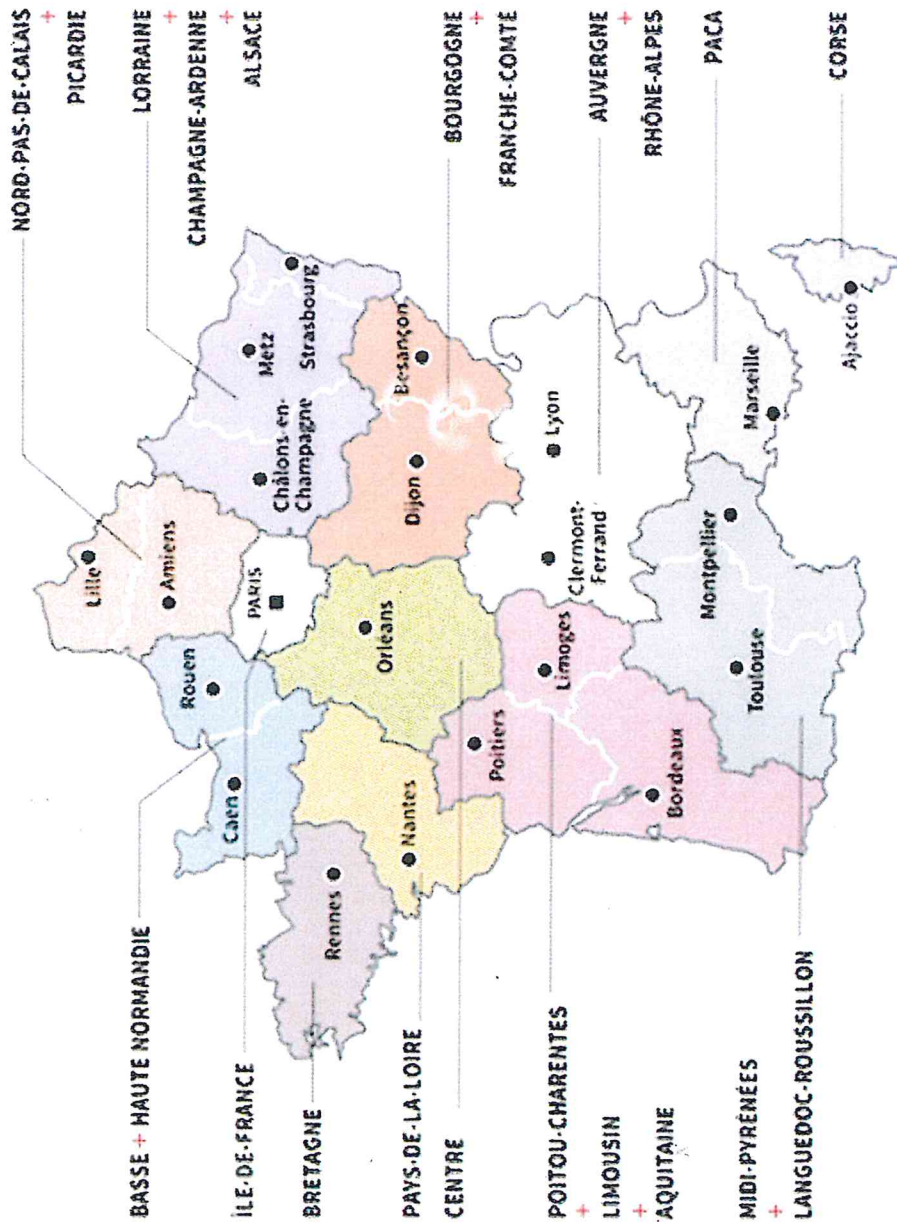 NORD-PAS-DE-CALAIS
+
PICARDIE
LORRAINE
+
CHAMPAGNE-ARDENNE
+
ALSACE
BOURGOGNE
+
FRANCHE-COMTÉ
AUVERGNE
+
RHÔNE-ALPES
PACA
CORSE
BASSE + HAUTE NORMANDIE
ÎLE-DE-FRANCE
BRETAGNE
PAYS-DE-LA-LOIRE
CENTRE
POITOU-CHARENTES
+
LIMOUSIN
+
AQUITAINE
MIDI-PYRÉNÉES
+
LANGUEDOC-ROUSSILLON
Lille
Amiens
Rouen
Caen
PARIS
Châlons-en-
Champagne
Metz
Strasbourg
Rennes
Nantes
Orléans
Dijon
Besançon
Poitiers
Limoges
Clermont-
Ferrand
Lyon
Bordeaux
Toulouse
Montpellier
Marseille
Ajaccio